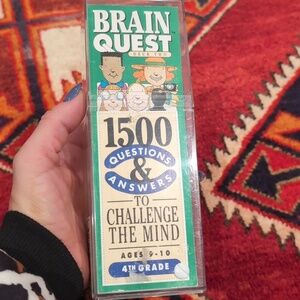 BRAIN
QUEST
1500
QUESTIONS
&
ANSWERS
TO
CHALLENGE
THE MIND
AGES 9-10
4TH GRADE